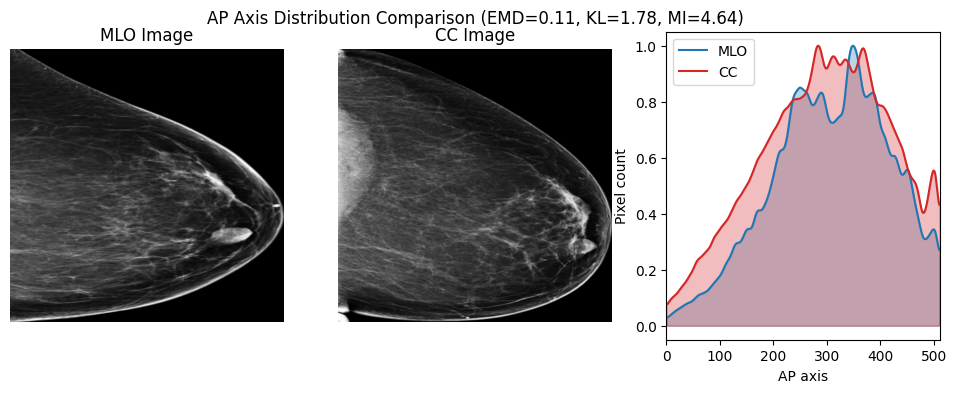 AP Axis Distribution Comparison (EMD=0.11, KL=1.78, MI=4.64)
MLO Image
CC Image
MLO
CC
Pixel count
1.0
0.8
0.6
0.4
0.2
0.0
0 100 200 300 400 500
AP axis